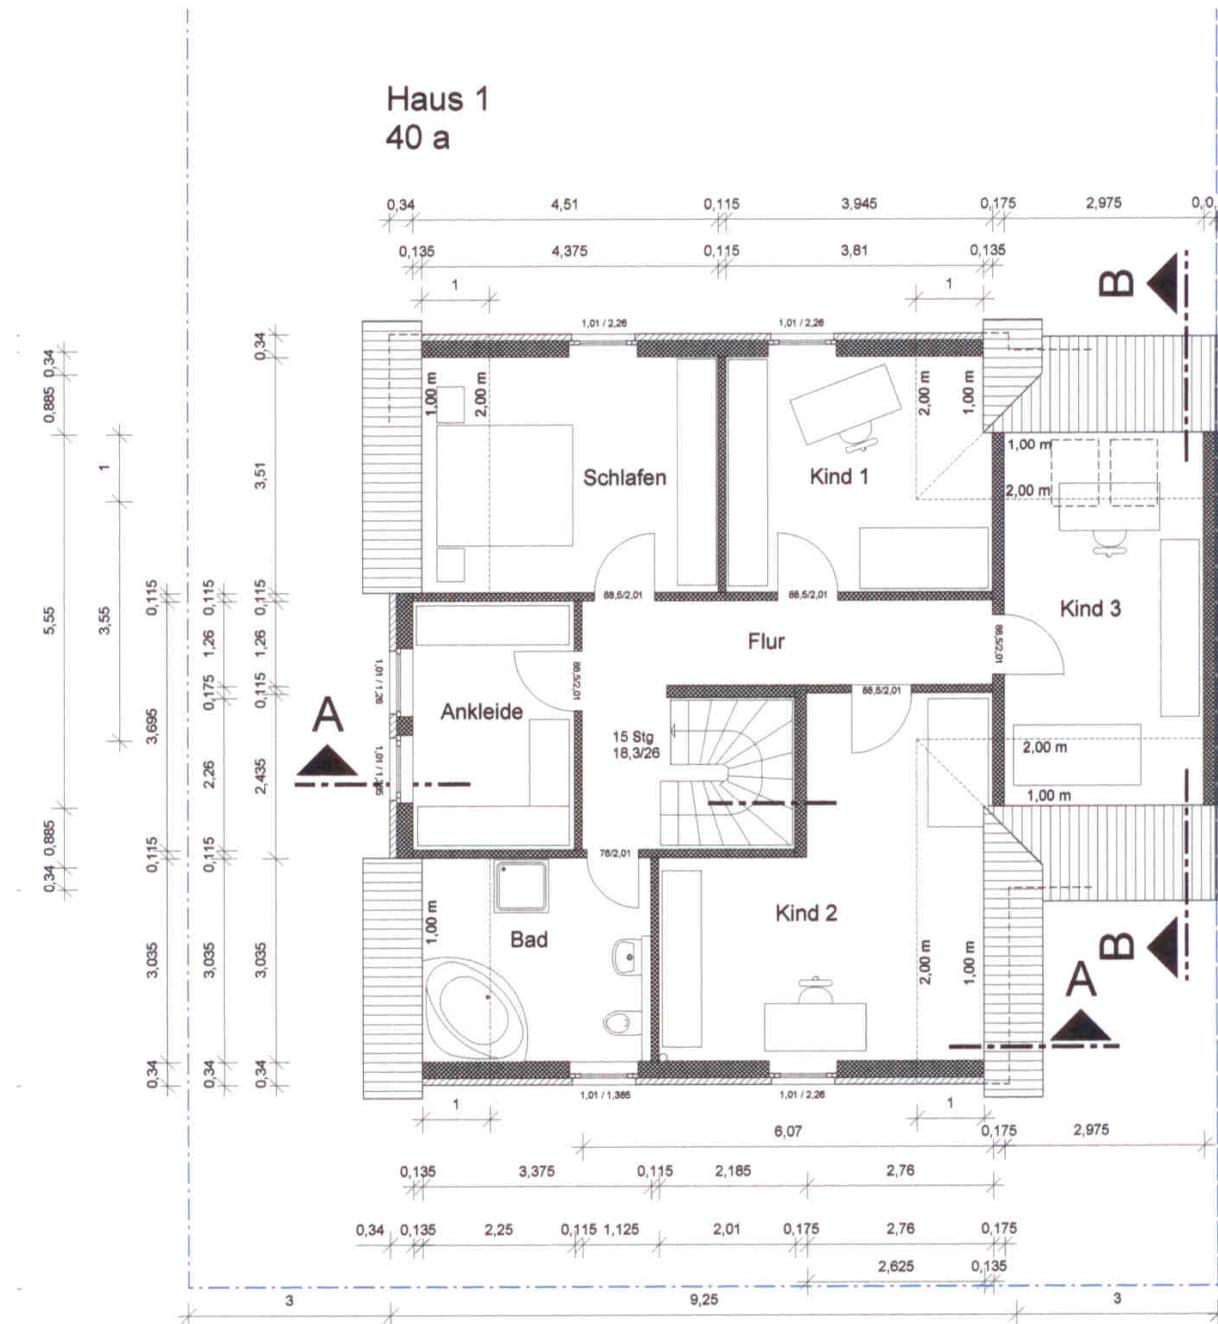 Haus 1
40 a
0,34 4,51 0,115 3,945 0,175 2,975 0,0
0,135 4,375 0,115 3,81 0,135
1 1
B
1,01 / 2,26 1,01 / 2,26
0,34
0,34
0,885
1,00 m
2,00 m
2,00 m
1,00 m
1,00 m
2,00 m
1
3,51
Schlafen
Kind 1
88,5/2,01
88,5/2,01
0,115
0,115
0,115
5,55
3,55
1,26
1,26
Kind 3
Flur
88,5/2,01
88,5/2,01
1,01 / 1,26
88,5/2,01
0,175
0,115
3,695
A
Ankleide
15 Stg
18,3/26
2,00 m
1,00 m
2,26
2,435
0,885
0,34
0,115
0,115
76/2,01
Kind 2
1,00 m
Bad
2,00 m
1,00 m
B
A
3,035
3,035
3,035
0,34
0,34
0,34
1,01 / 1,385
1,01 / 2,26
1 1
6,07 0,175 2,975
0,135 3,375 0,115 2,185 2,76
0,34 0,135 2,25 0,115 1,125 2,01 0,175 2,76 0,175
2,625 0,135
3 9,25 3